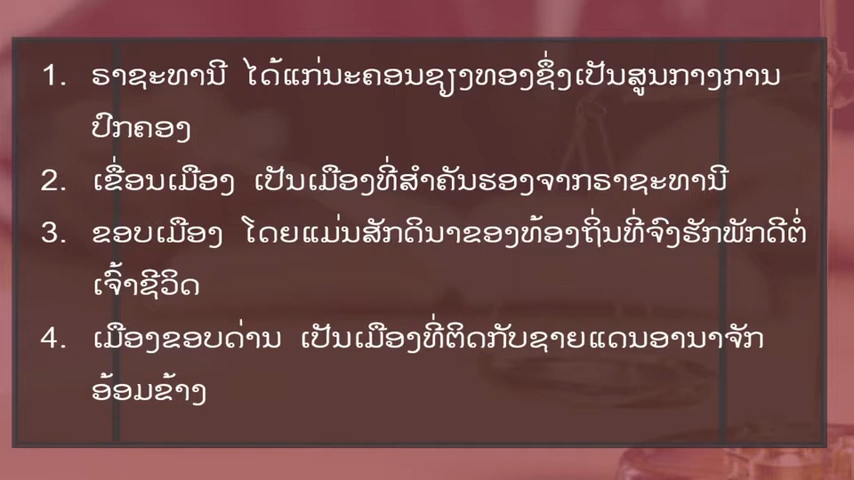 1. ຣາຊະທານີ ໄດ້ແກ່ນະຄອນຊຽງທອງຊຶ່ງເປັນສູນກາງການ
ປົກຄອງ
2. ເຂື່ອນເມືອງ ເປັນເມືອງທີ່ສຳຄັນຮອງຈາກຣາຊະທານີ
3. ຂອບເມືອງ ໂດຍແມ່ນສັກດິນາຂອງທ້ອງຖິ່ນທີ່ຈົງຮັກພັກດີຕໍ່
ເຈົ້າຊີວິດ
4. ເມືອງຂອບດ່ານ ເປັນເມືອງທີ່ຕິດກັບຊາຍແດນອານາຈັກ
ອ້ອມຂ້າງ